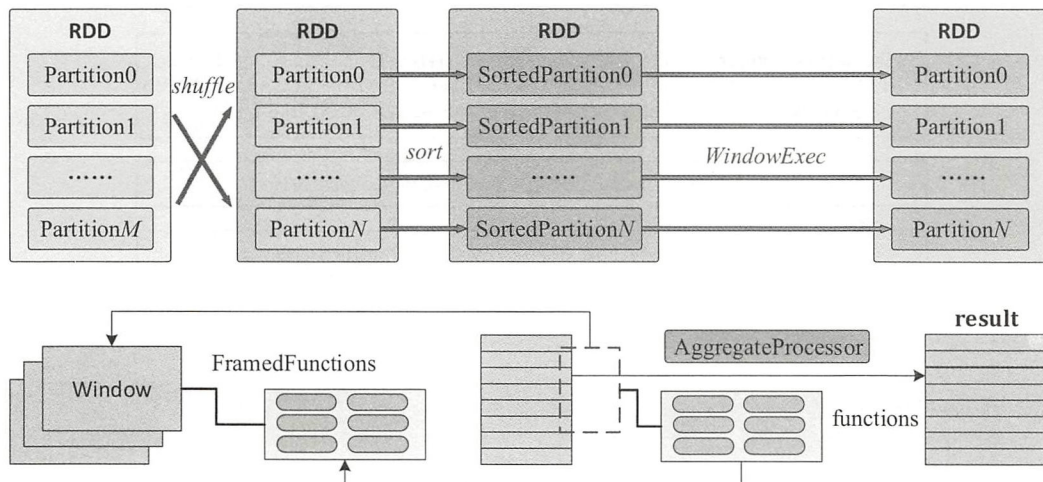 RDD RDD RDD RDD
Partition0 Partition0 SortedPartition0 Partition0
shuffle
Partition1 Partition1 SortedPartition1 Partition1
sort WindowExec
...... ...... ...... ......
PartitionM PartitionN SortedPartitionN PartitionN
result
FramedFunctions AggregateProcessor
Window
functions